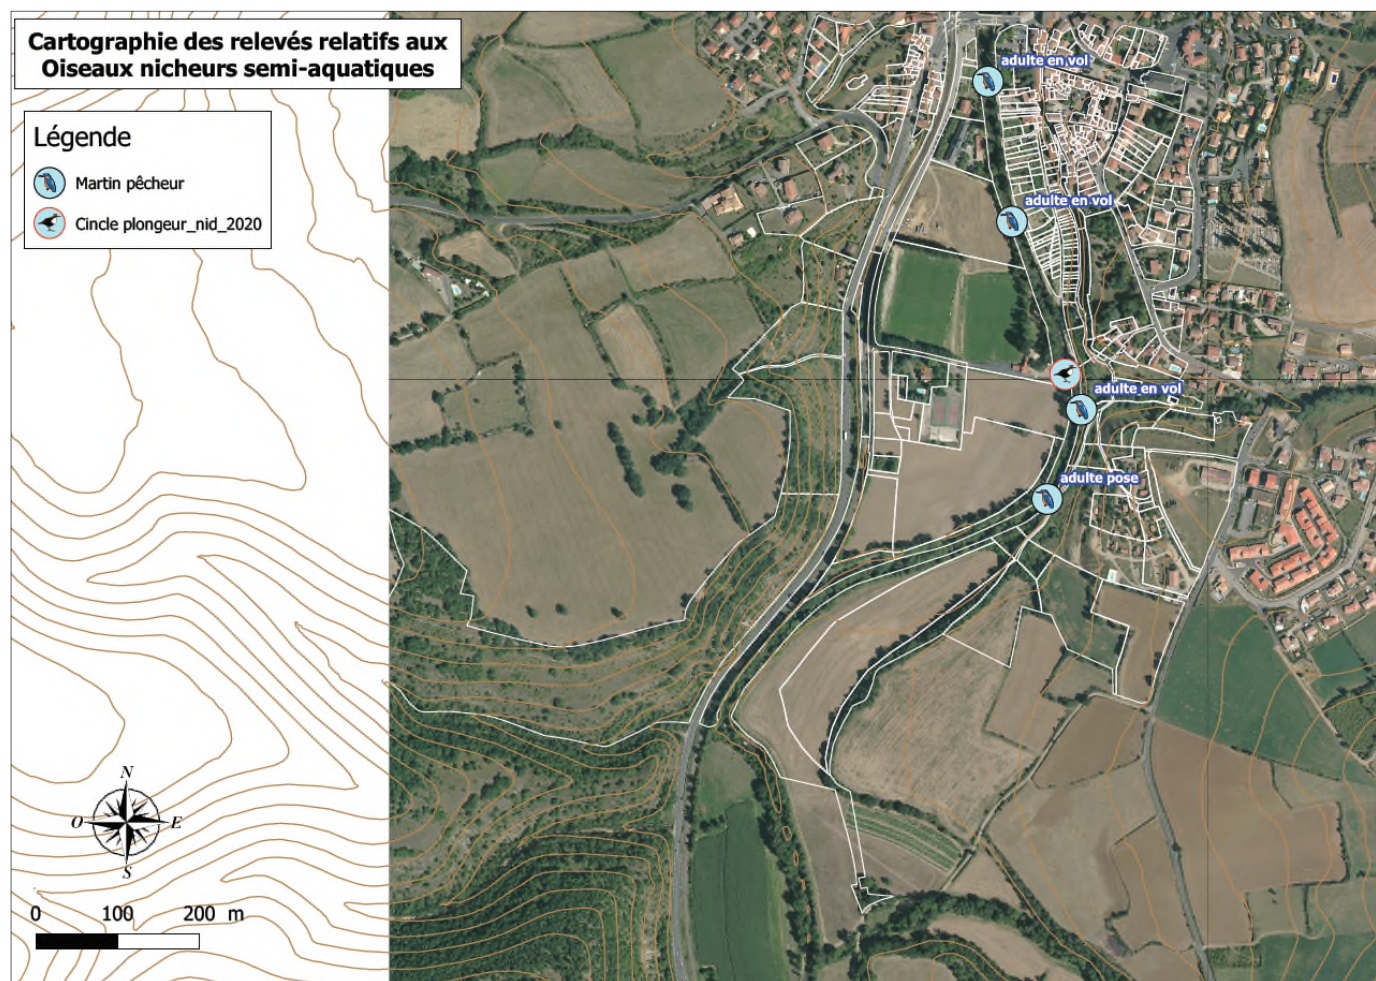 Cartographie des relevés relatifs aux
Oiseaux nicheurs semi-aquatiques
Légende
Martin pêcheur
Cincle plongeur_nid_2020
adulte en vol
adulte en vol
adulte en vol
adulte pose
N
O E
S
0 100 200 m